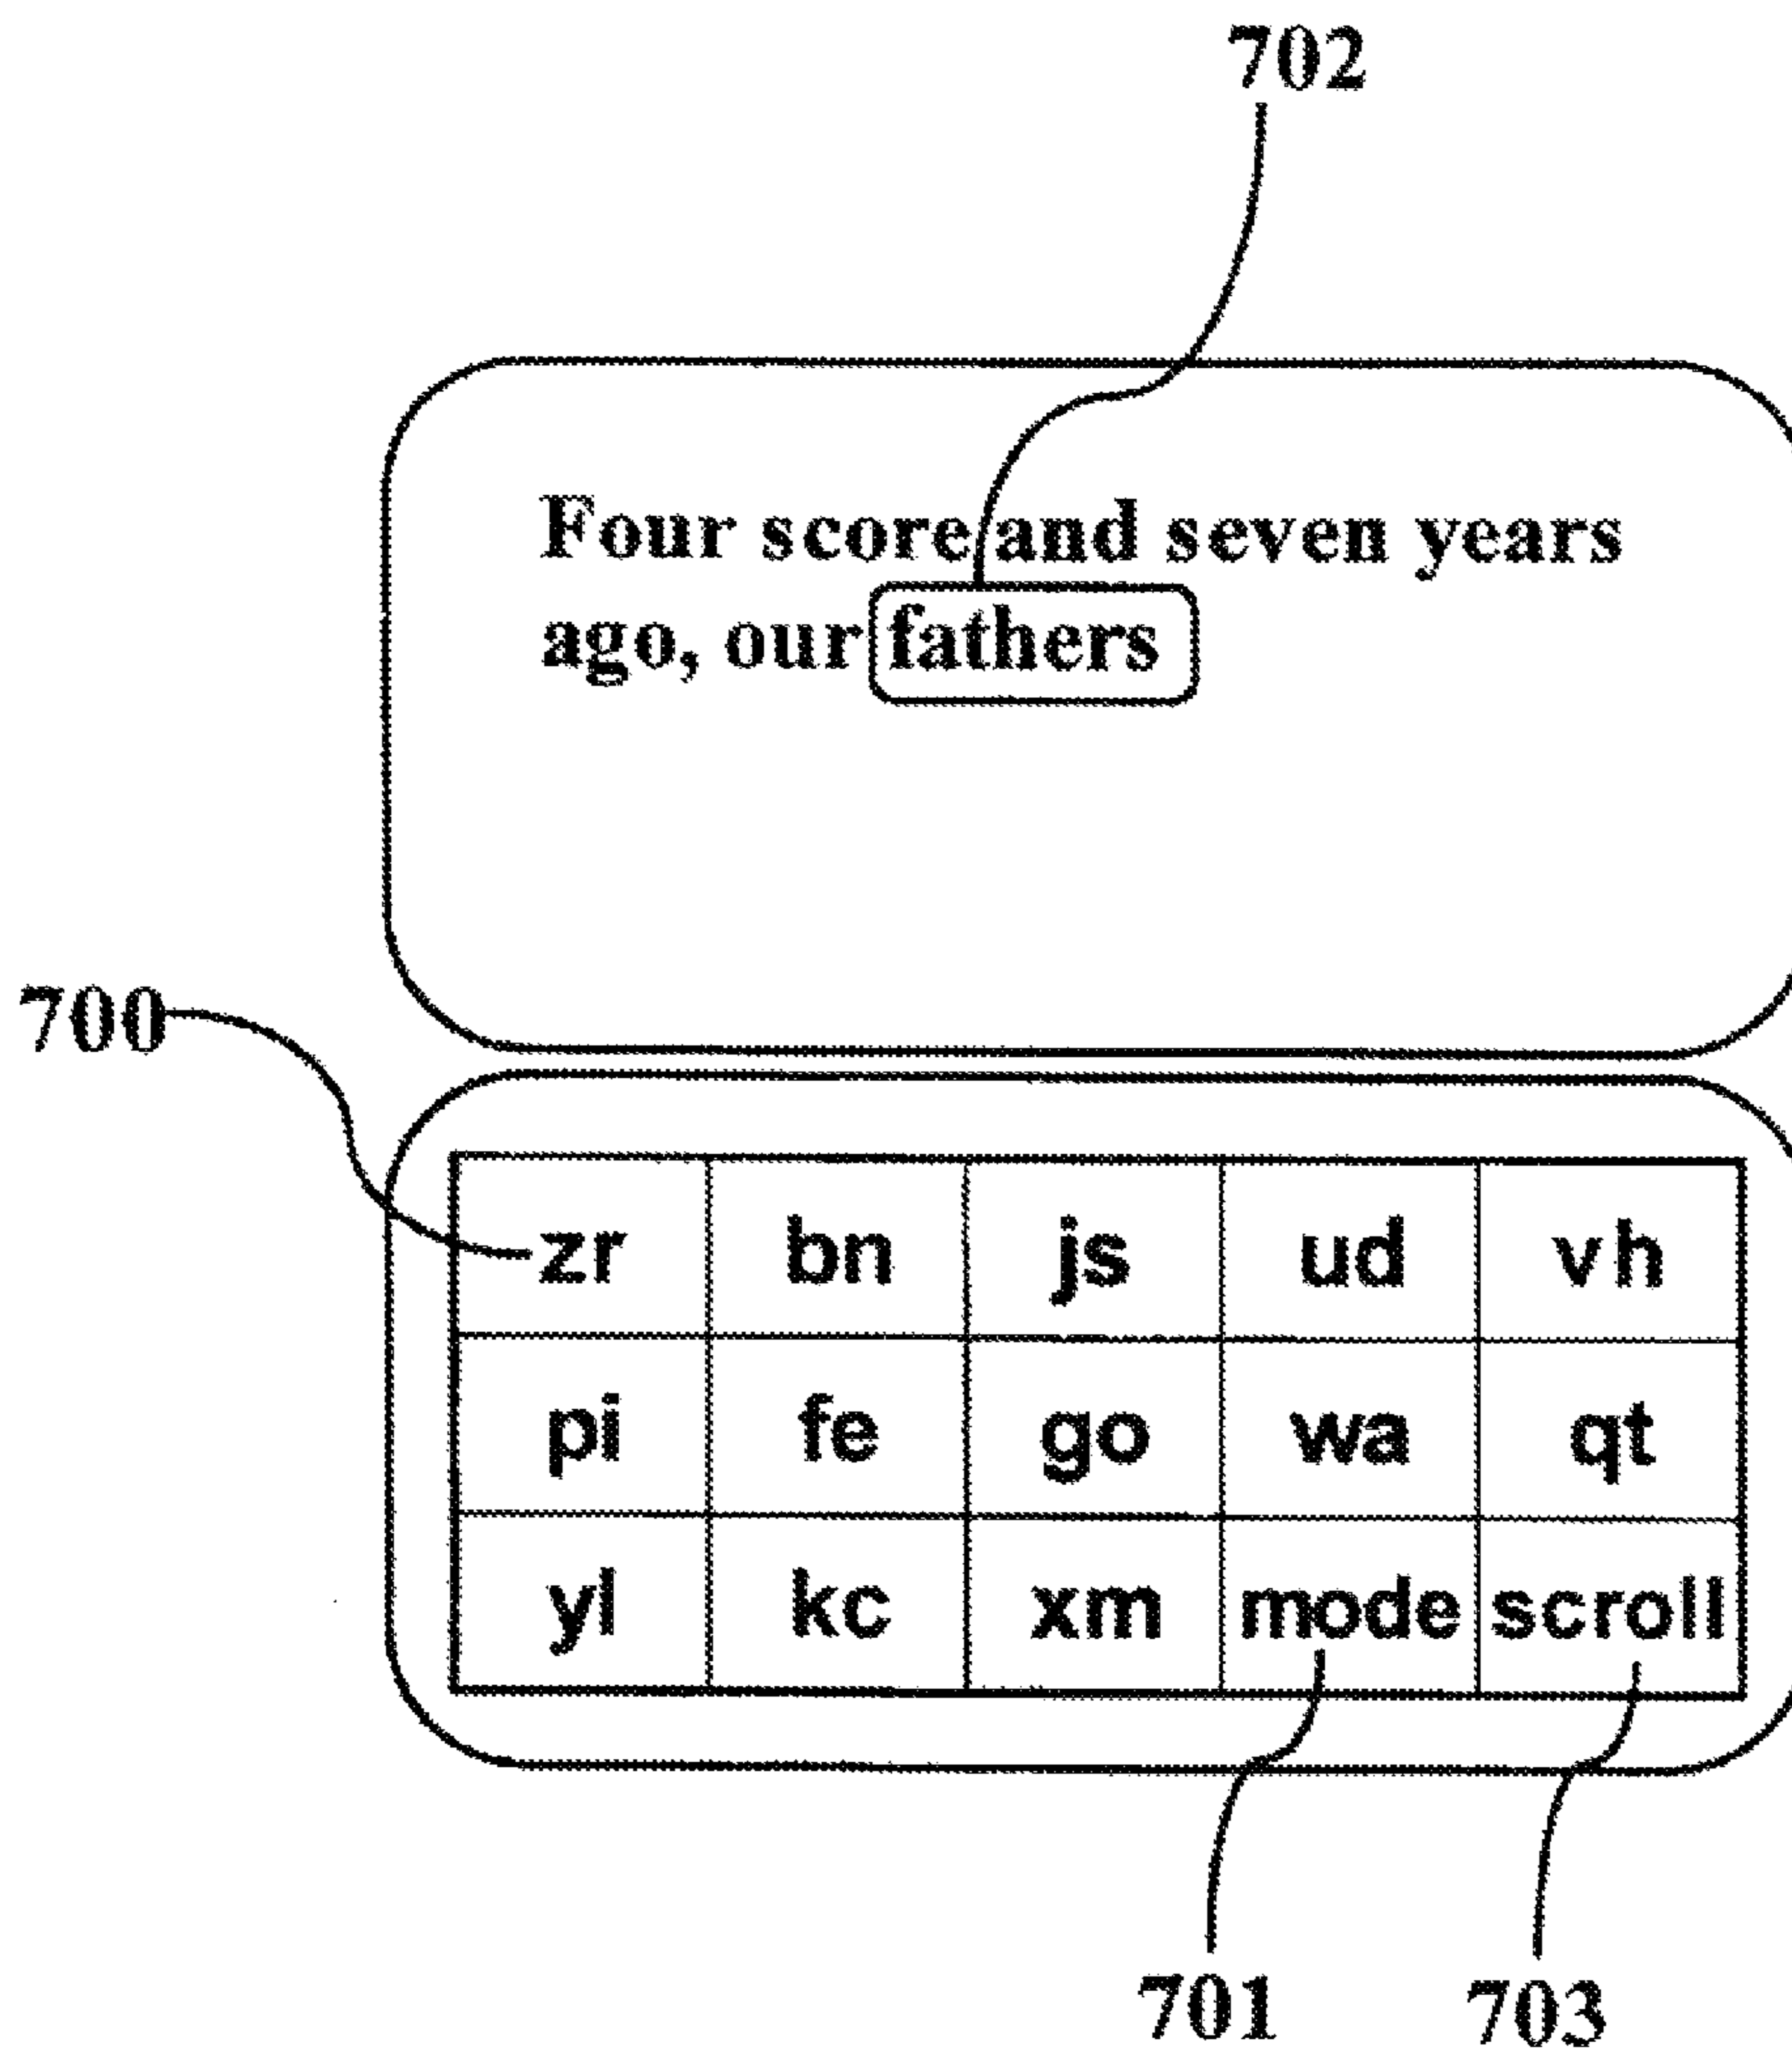 702
Four score and seven years
ago, our fathers
700
zr bn js ud vh
pi fe go wa qt
yl kc xm mode scroll
701 703